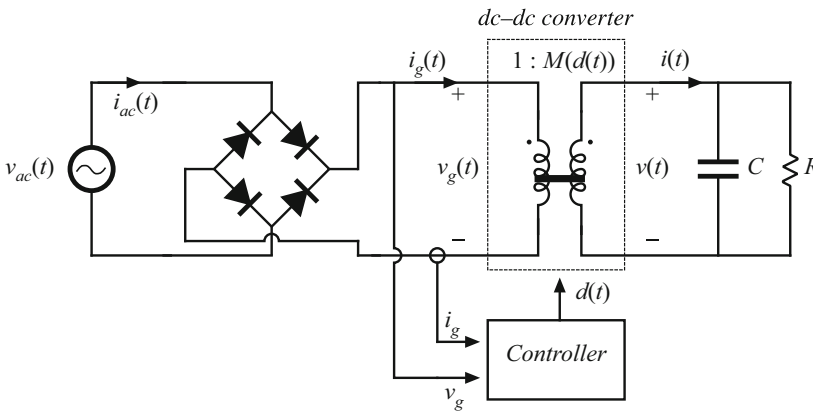 dc–dc converter
1 : M(d(t))
i_g(t)
i(t)
i_ac(t)
+
+
v_ac(t)
v_g(t)
v(t)
C
R
–
–
d(t)
i_g
Controller
v_g